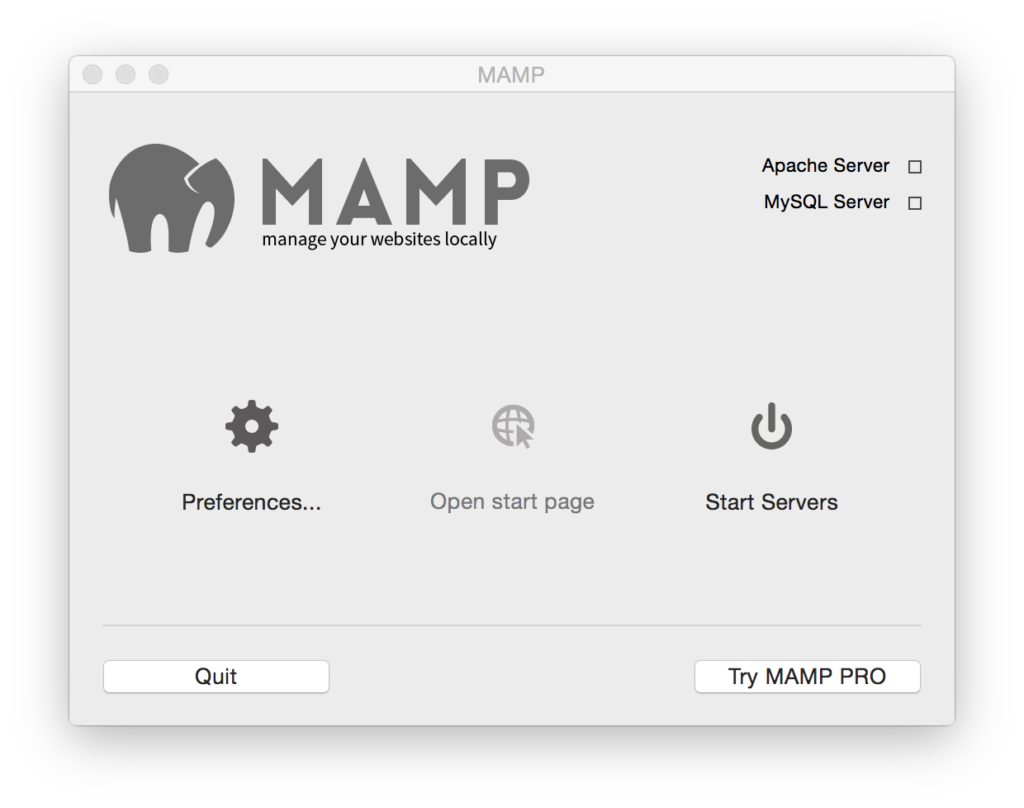 MAMP
MAMP
manage your websites locally
Apache Server
MySQL Server
Preferences...
Open start page
Start Servers
Quit
Try MAMP PRO